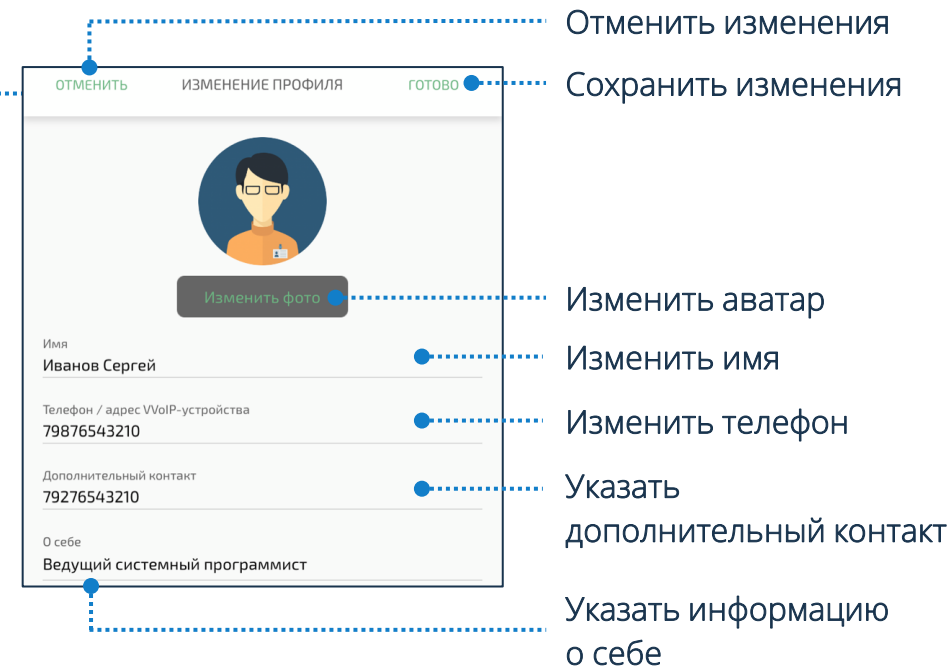 Отменить изменения
ОТМЕНИТЬ ИЗМЕНЕНИЕ ПРОФИЛЯ ГОТОВО
Сохранить изменения
Изменить фото
Изменить аватар
Имя
Иванов Сергей
Изменить имя
Телефон / адрес VVoIP-устройства
79876543210
Изменить телефон
Дополнительный контакт
79276543210
Указать
дополнительный контакт
О себе
Ведущий системный программист
Указать информацию
о себе